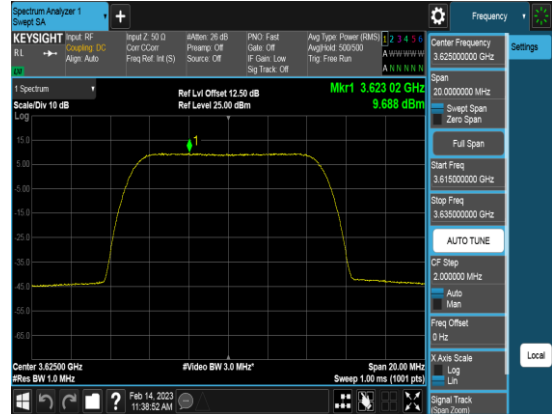 Spectrum Analyzer 1
Swept SA
Frequency
KEYSIGHT
RL
Input: RF
Coupling: DC
Align: Auto
Input Z: 50 Ω
Corr CCorr
Freq Ref: Int (S)
#Atten: 26 dB
Preamp: Off
Source: Off
PNO: Fast
Gate: Off
IF Gain: Low
Sig Track: Off
Avg Type: Power (RMS)
Avg|Hold: 500/500
Trig: Free Run
1 2 3 4 5 6
A W W W W W
A N N N N N
LW
1 Spectrum
Scale/Div 10 dB
Log
Ref Lvl Offset 12.50 dB
Ref Level 25.00 dBm
Mkr1 3.623 02 GHz
9.688 dBm
1
15.0
5.00
-5.00
-15.0
-25.0
-35.0
-45.0
-55.0
-65.0
Center 3.62500 GHz
#Res BW 1.0 MHz
#Video BW 3.0 MHz*
Span 20.00 MHz
Sweep 1.00 ms (1001 pts)
Feb 14, 2023
11:38:52 AM
Center Frequency
3.625000000 GHz
Settings
Span
20.0000000 MHz
Swept Span
Zero Span
Full Span
Start Freq
3.615000000 GHz
Stop Freq
3.635000000 GHz
AUTO TUNE
CF Step
2.000000 MHz
Auto
Man
Freq Offset
0 Hz
X Axis Scale
Log
Lin
Local
Signal Track
(Span Zoom)